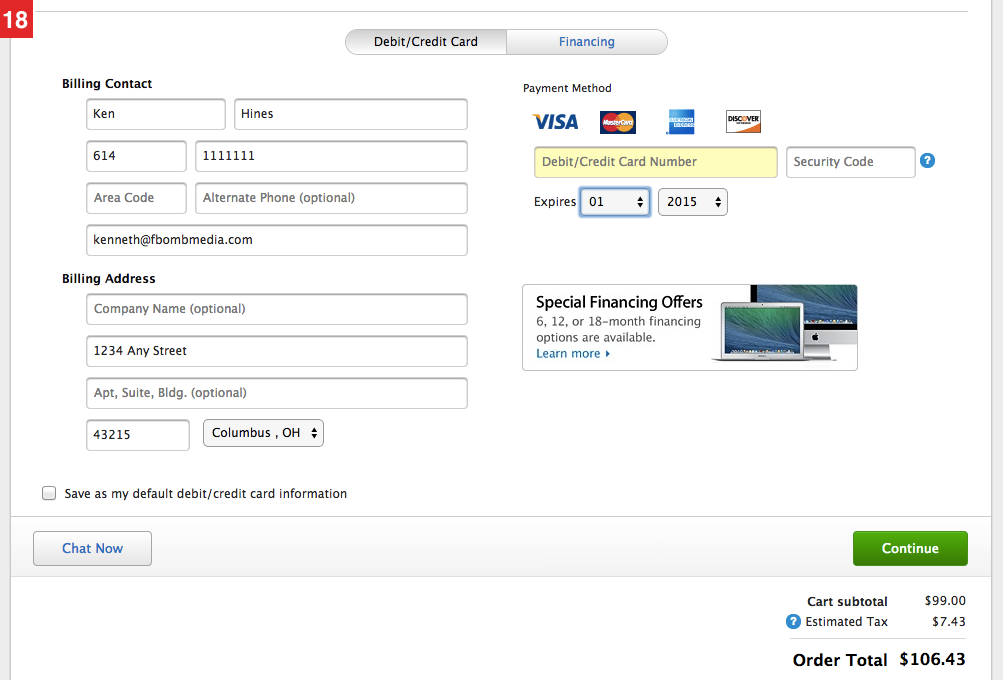 18
Debit/Credit Card Financing
Billing Contact
Ken Hines
614 1111111
Area Code Alternate Phone (optional)
kenneth@fbombmedia.com
Billing Address
Company Name (optional)
1234 Any Street
Apt, Suite, Bldg. (optional)
43215 Columbus , OH
Save as my default debit/credit card information
Payment Method
VISA MasterCard AMERICAN EXPRESS DISCOVER
Debit/Credit Card Number Security Code ?
Expires 01 2015
Special Financing Offers
6, 12, or 18-month financing
options are available.
Learn more
Chat Now Continue
Cart subtotal $99.00
? Estimated Tax $7.43
Order Total $106.43